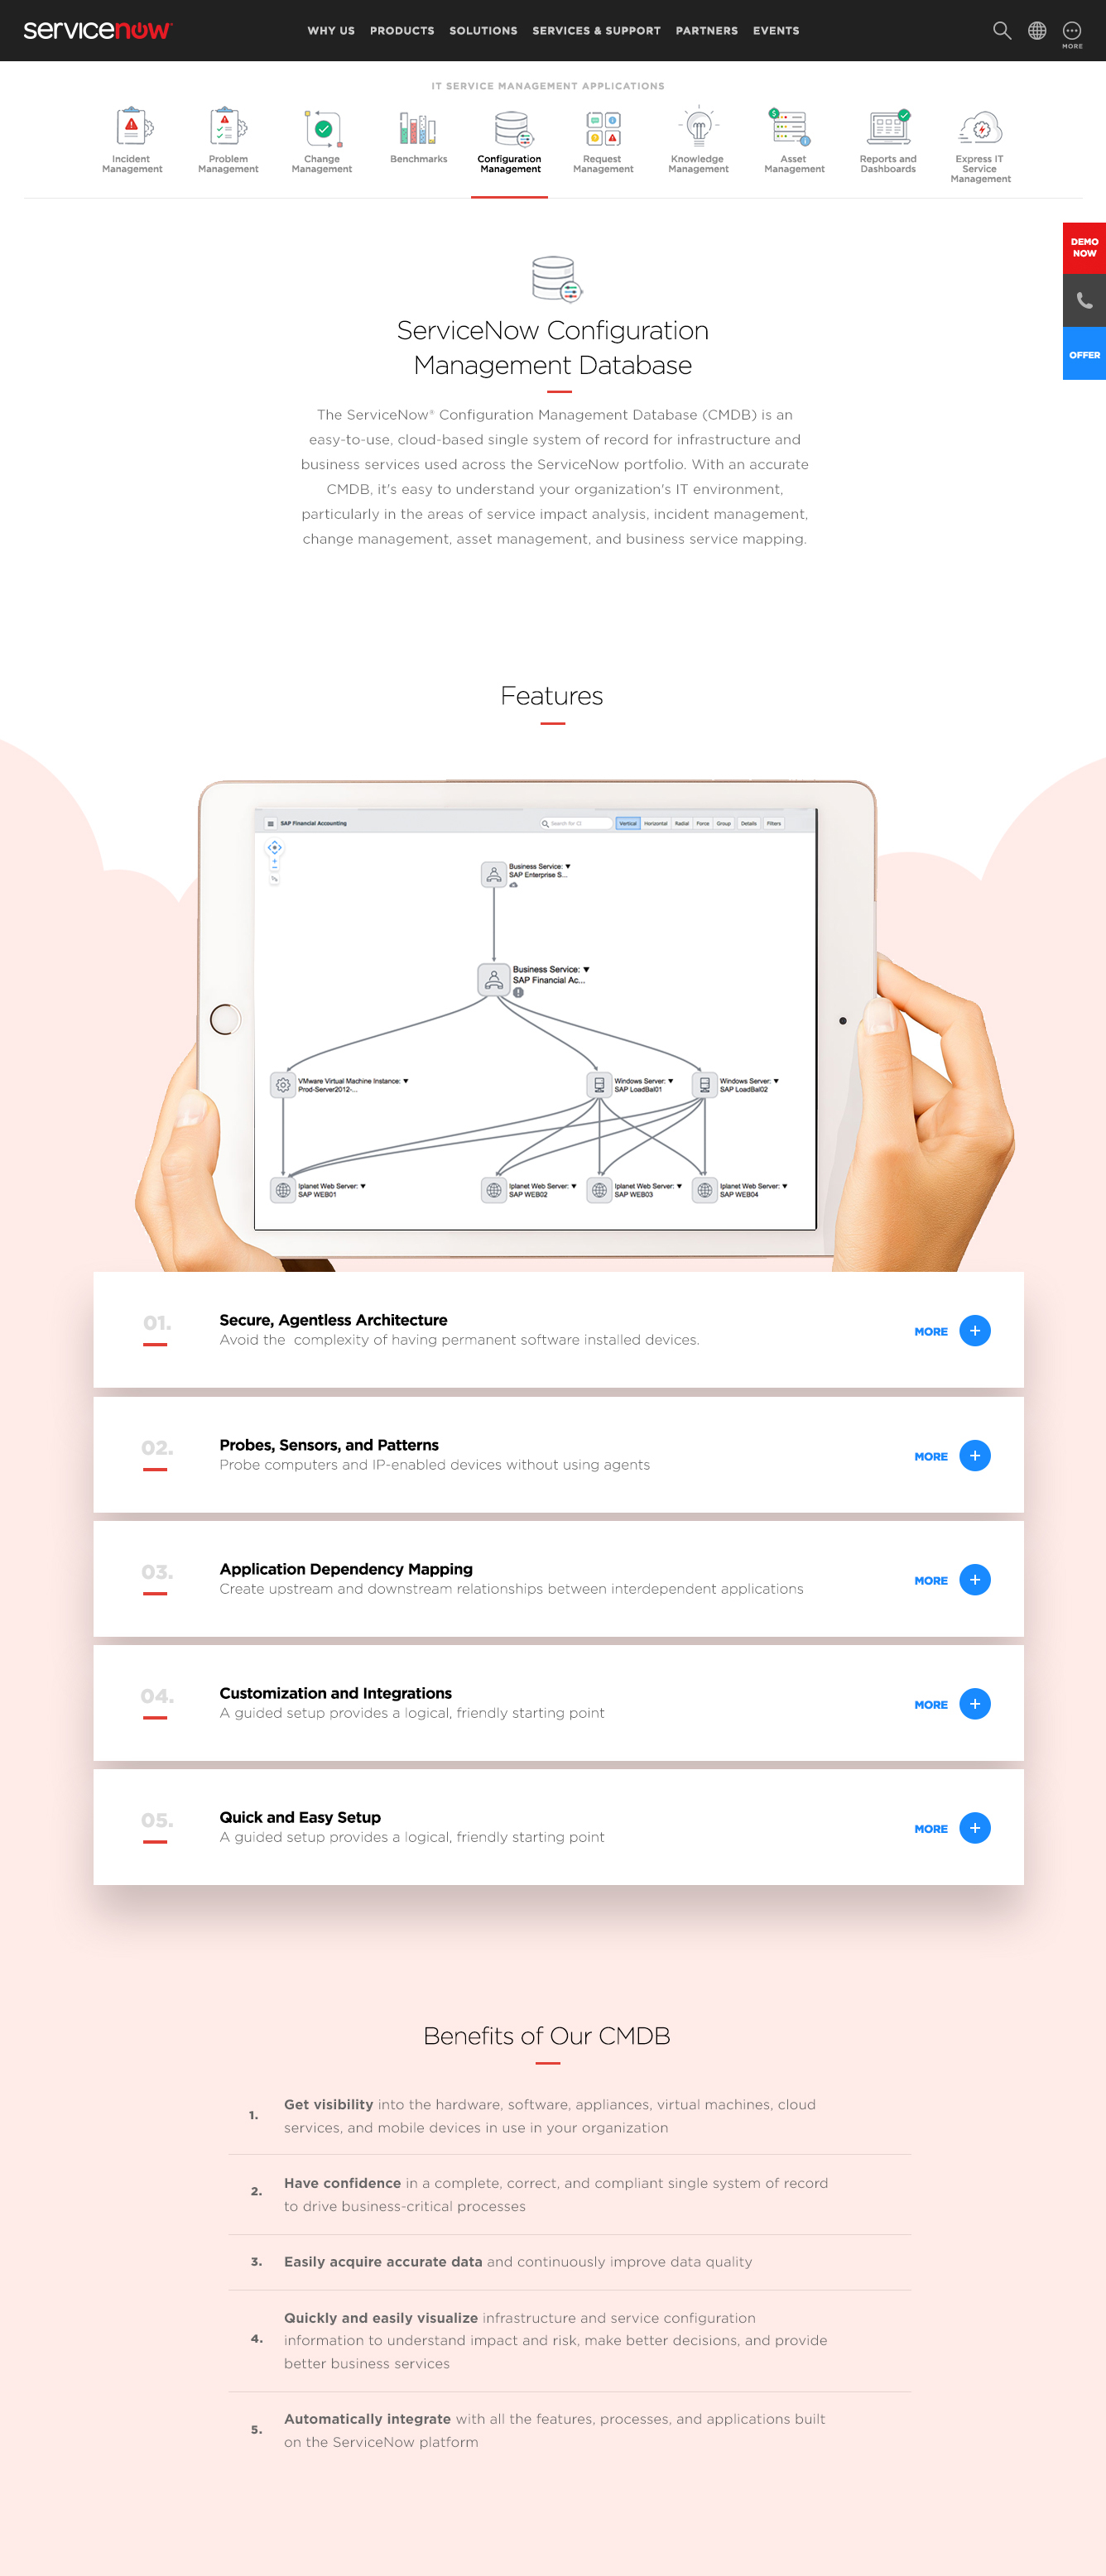 servicenow
WHY US PRODUCTS SOLUTIONS SERVICES & SUPPORT PARTNERS EVENTS
MORE
IT SERVICE MANAGEMENT APPLICATIONS
Incident
Management
Problem
Management
Change
Management
Benchmarks
Configuration
Management
Request
Management
Knowledge
Management
Asset
Management
Reports and
Dashboards
Express IT
Service
Management
DEMO
NOW
OFFER
ServiceNow Configuration
Management Database
The ServiceNow® Configuration Management Database (CMDB) is an
easy-to-use, cloud-based single system of record for infrastructure and
business services used across the ServiceNow portfolio. With an accurate
CMDB, it's easy to understand your organization's IT environment,
particularly in the areas of service impact analysis, incident management,
change management, asset management, and business service mapping.
Features
SAP Financial Accounting
Search for CI
Vertical Horizontal Radial Force Group Details Filters
Business Service: ▼
SAP Enterprise S...
Business Service: ▼
SAP Financial Ac...
VMware Virtual Machine Instance: ▼
Prod-Server2012-...
Windows Server: ▼
SAP LoadBal01
Windows Server: ▼
SAP LoadBal02
Iplanet Web Server: ▼
SAP WEB01
Iplanet Web Server: ▼
SAP WEB02
Iplanet Web Server: ▼
SAP WEB03
Iplanet Web Server: ▼
SAP WEB04
01.
Secure, Agentless Architecture
Avoid the complexity of having permanent software installed devices.
MORE +
02.
Probes, Sensors, and Patterns
Probe computers and IP-enabled devices without using agents
MORE +
03.
Application Dependency Mapping
Create upstream and downstream relationships between interdependent applications
MORE +
04.
Customization and Integrations
A guided setup provides a logical, friendly starting point
MORE +
05.
Quick and Easy Setup
A guided setup provides a logical, friendly starting point
MORE +
Benefits of Our CMDB
1. Get visibility into the hardware, software, appliances, virtual machines, cloud
services, and mobile devices in use in your organization
2. Have confidence in a complete, correct, and compliant single system of record
to drive business-critical processes
3. Easily acquire accurate data and continuously improve data quality
4. Quickly and easily visualize infrastructure and service configuration
information to understand impact and risk, make better decisions, and provide
better business services
5. Automatically integrate with all the features, processes, and applications built
on the ServiceNow platform